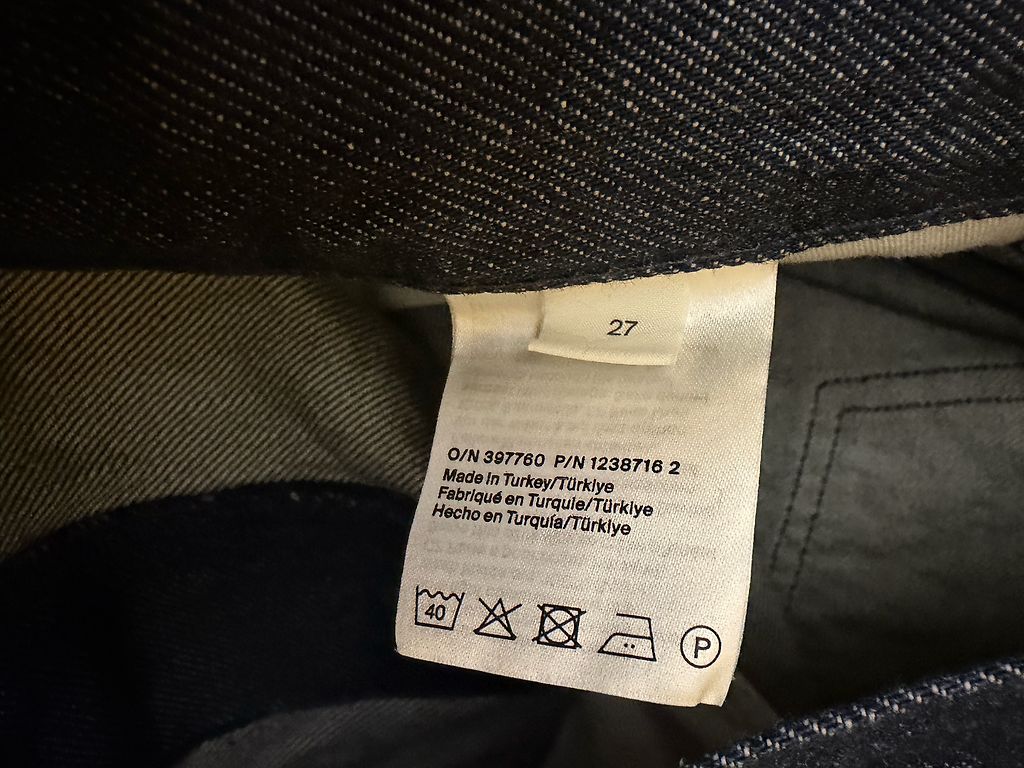 27
O/N 397760 P/N 1238716 2
Made in Turkey/Türkiye
Fabriqué en Turquie/Türkiye
Hecho en Turquía/Türkiye
40
P